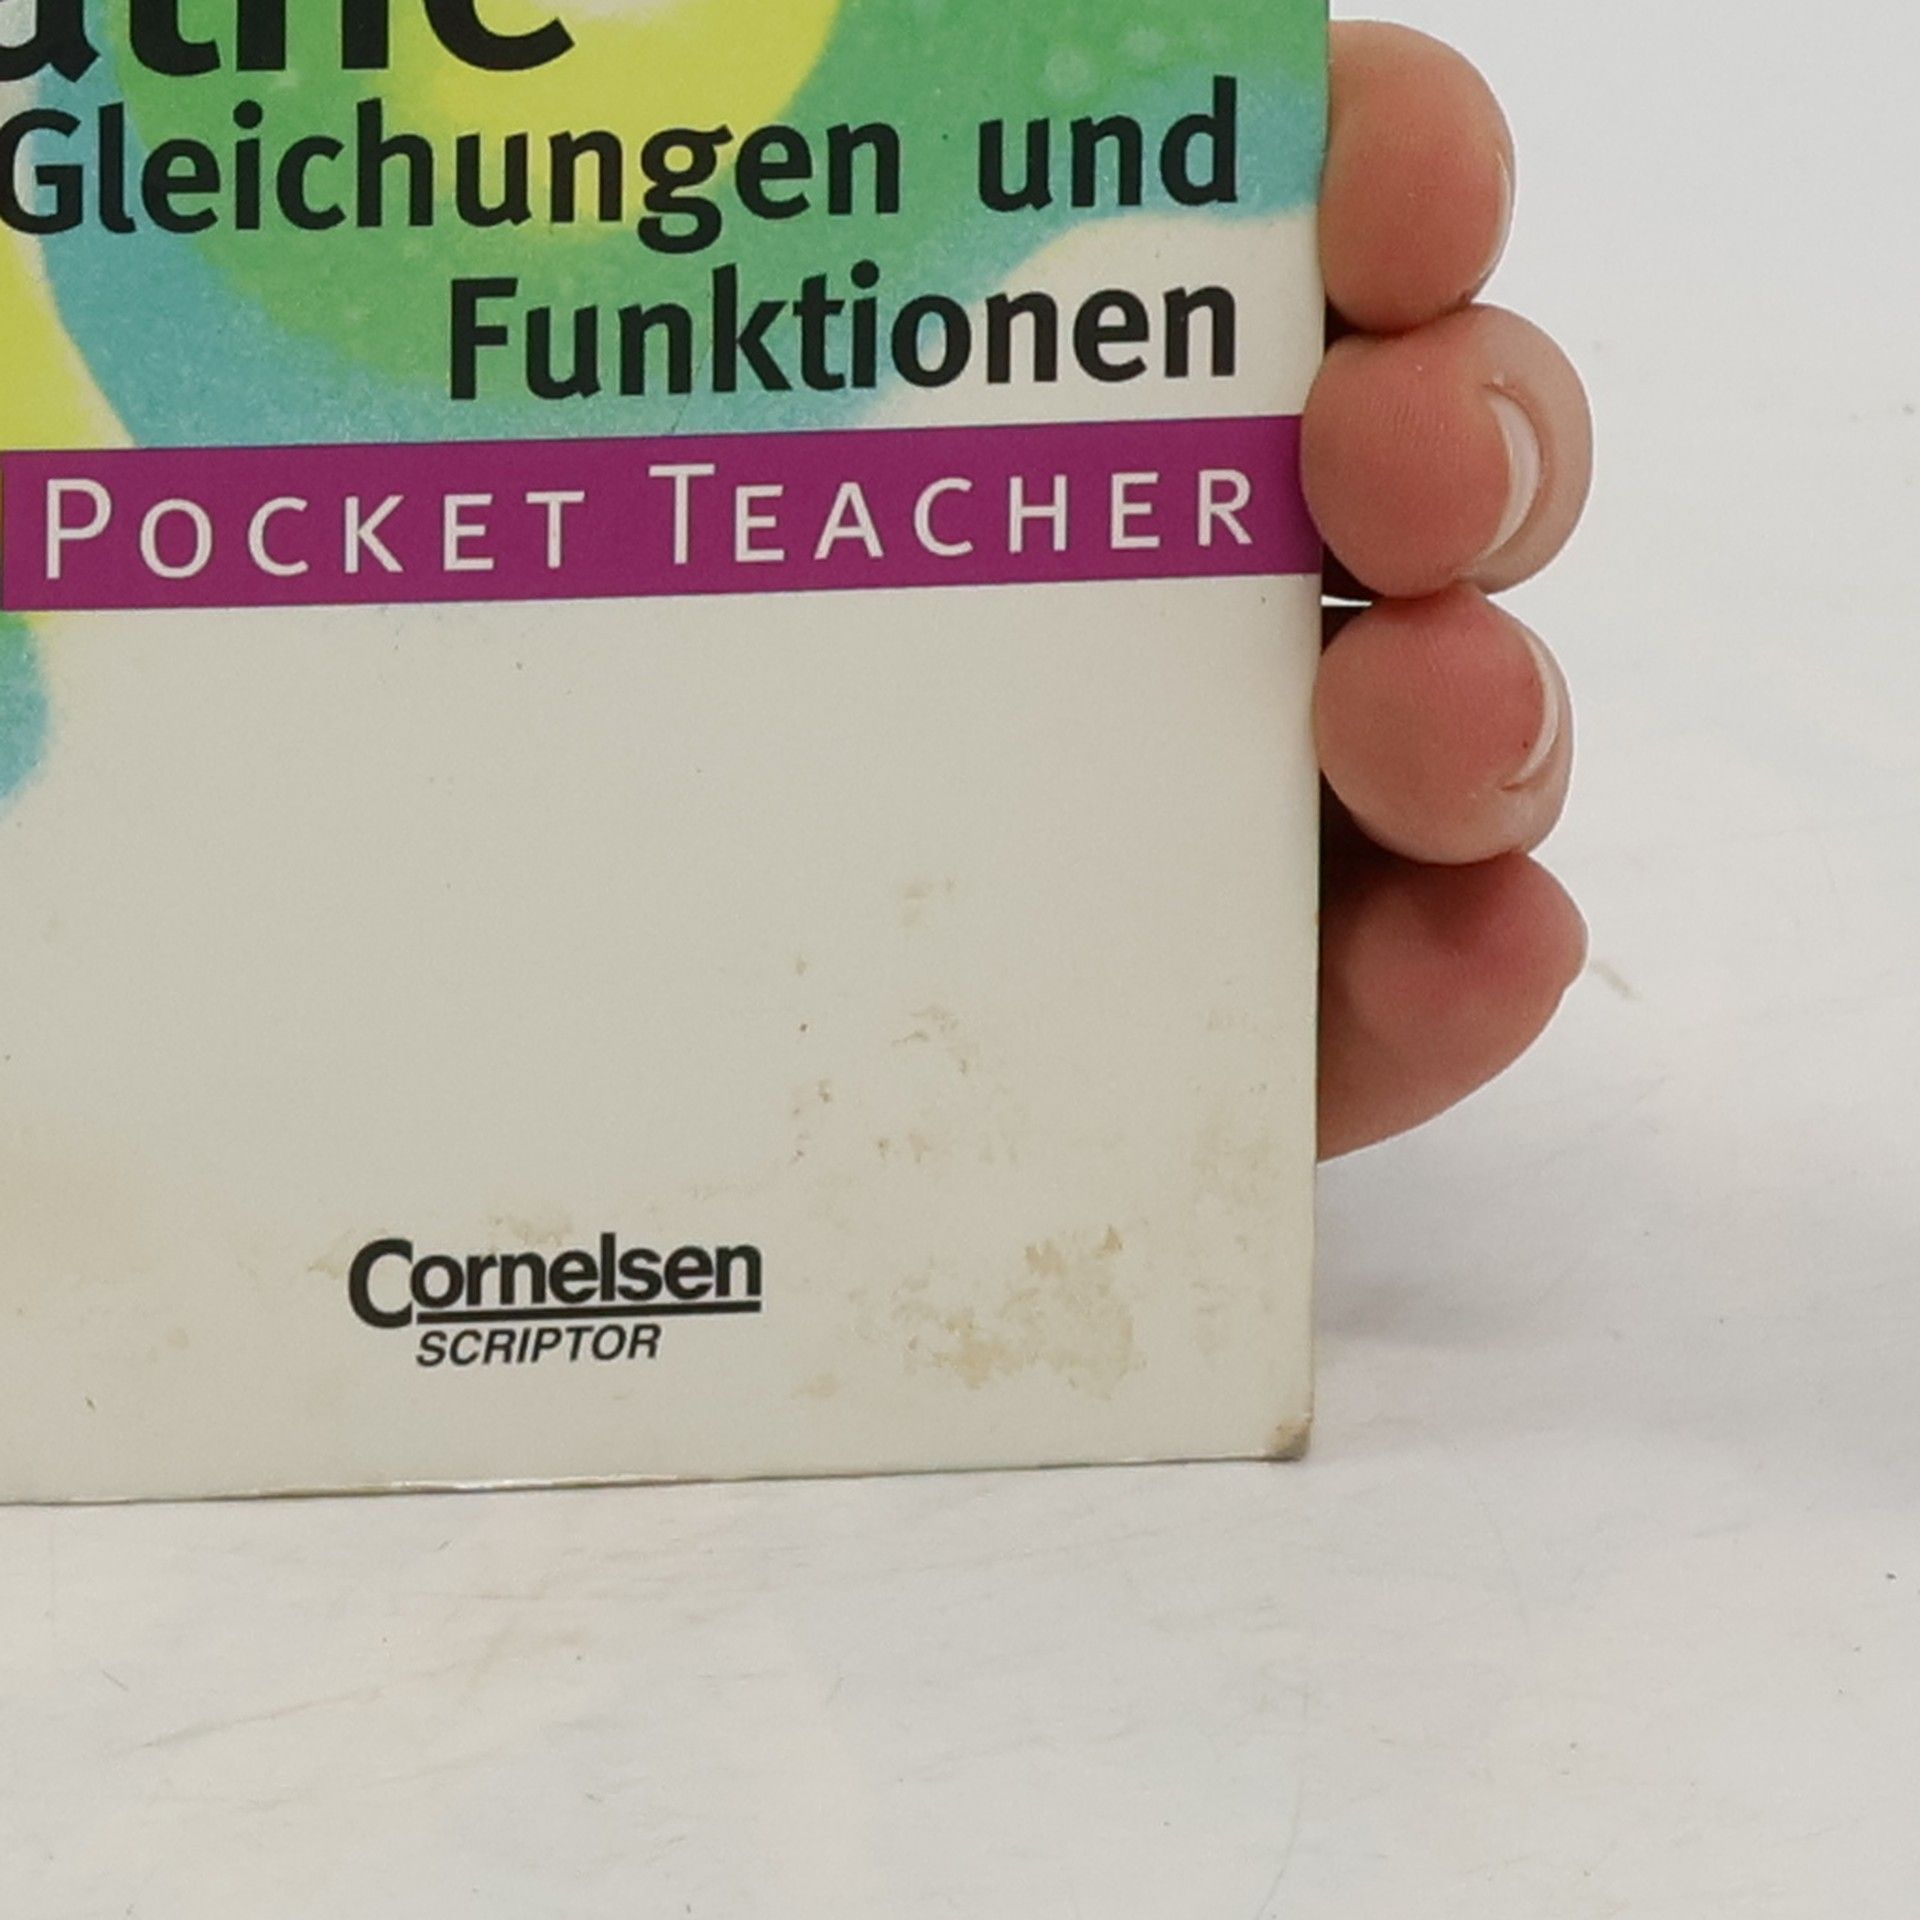 Gleichungen und
Funktionen
POCKET TEACHER
Cornelsen
SCRIPTOR